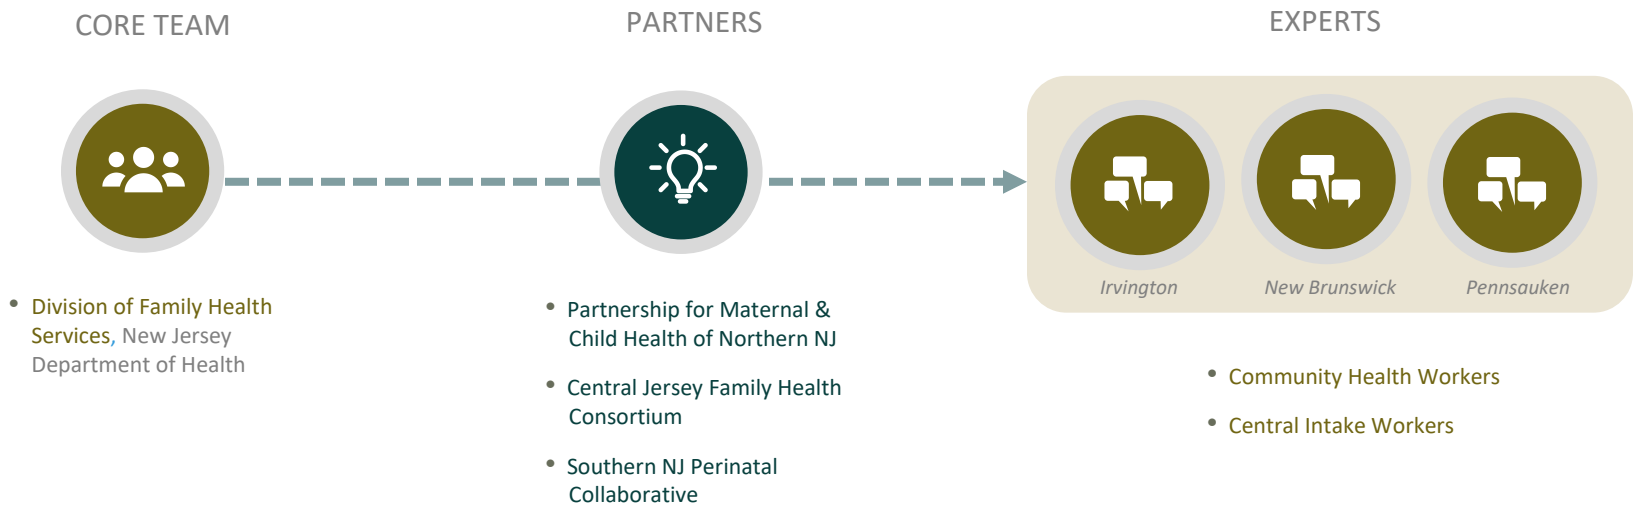 CORE TEAM
PARTNERS
EXPERTS
Irvington
New Brunswick
Pennsauken
• Division of Family Health
Services, New Jersey
Department of Health
• Partnership for Maternal &
Child Health of Northern NJ
• Central Jersey Family Health
Consortium
• Southern NJ Perinatal
Collaborative
• Community Health Workers
• Central Intake Workers